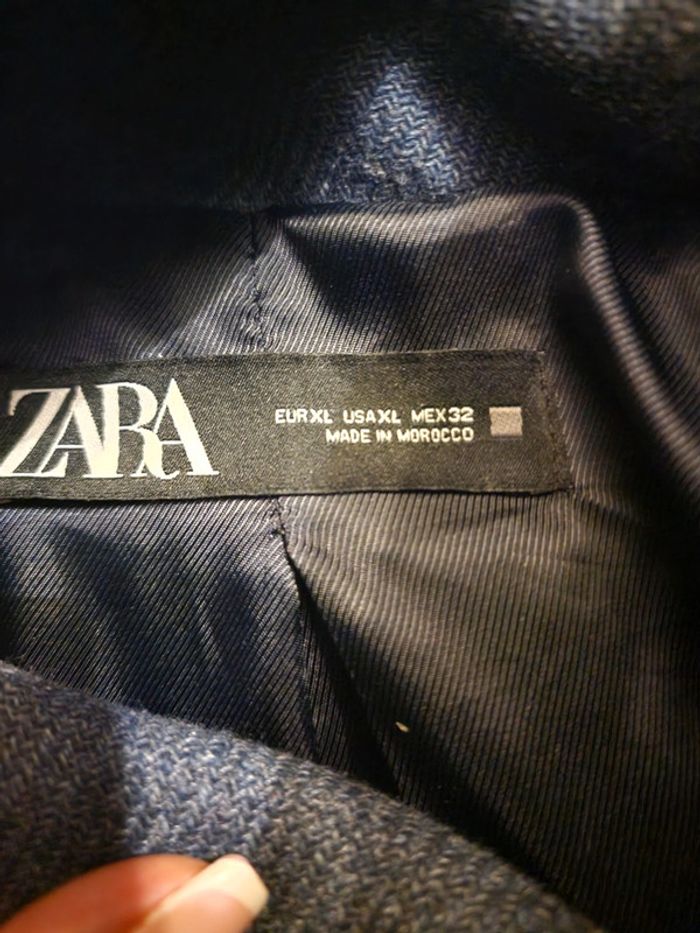 ZARA
EUR XL USA XL MEX 32
MADE IN MOROCCO